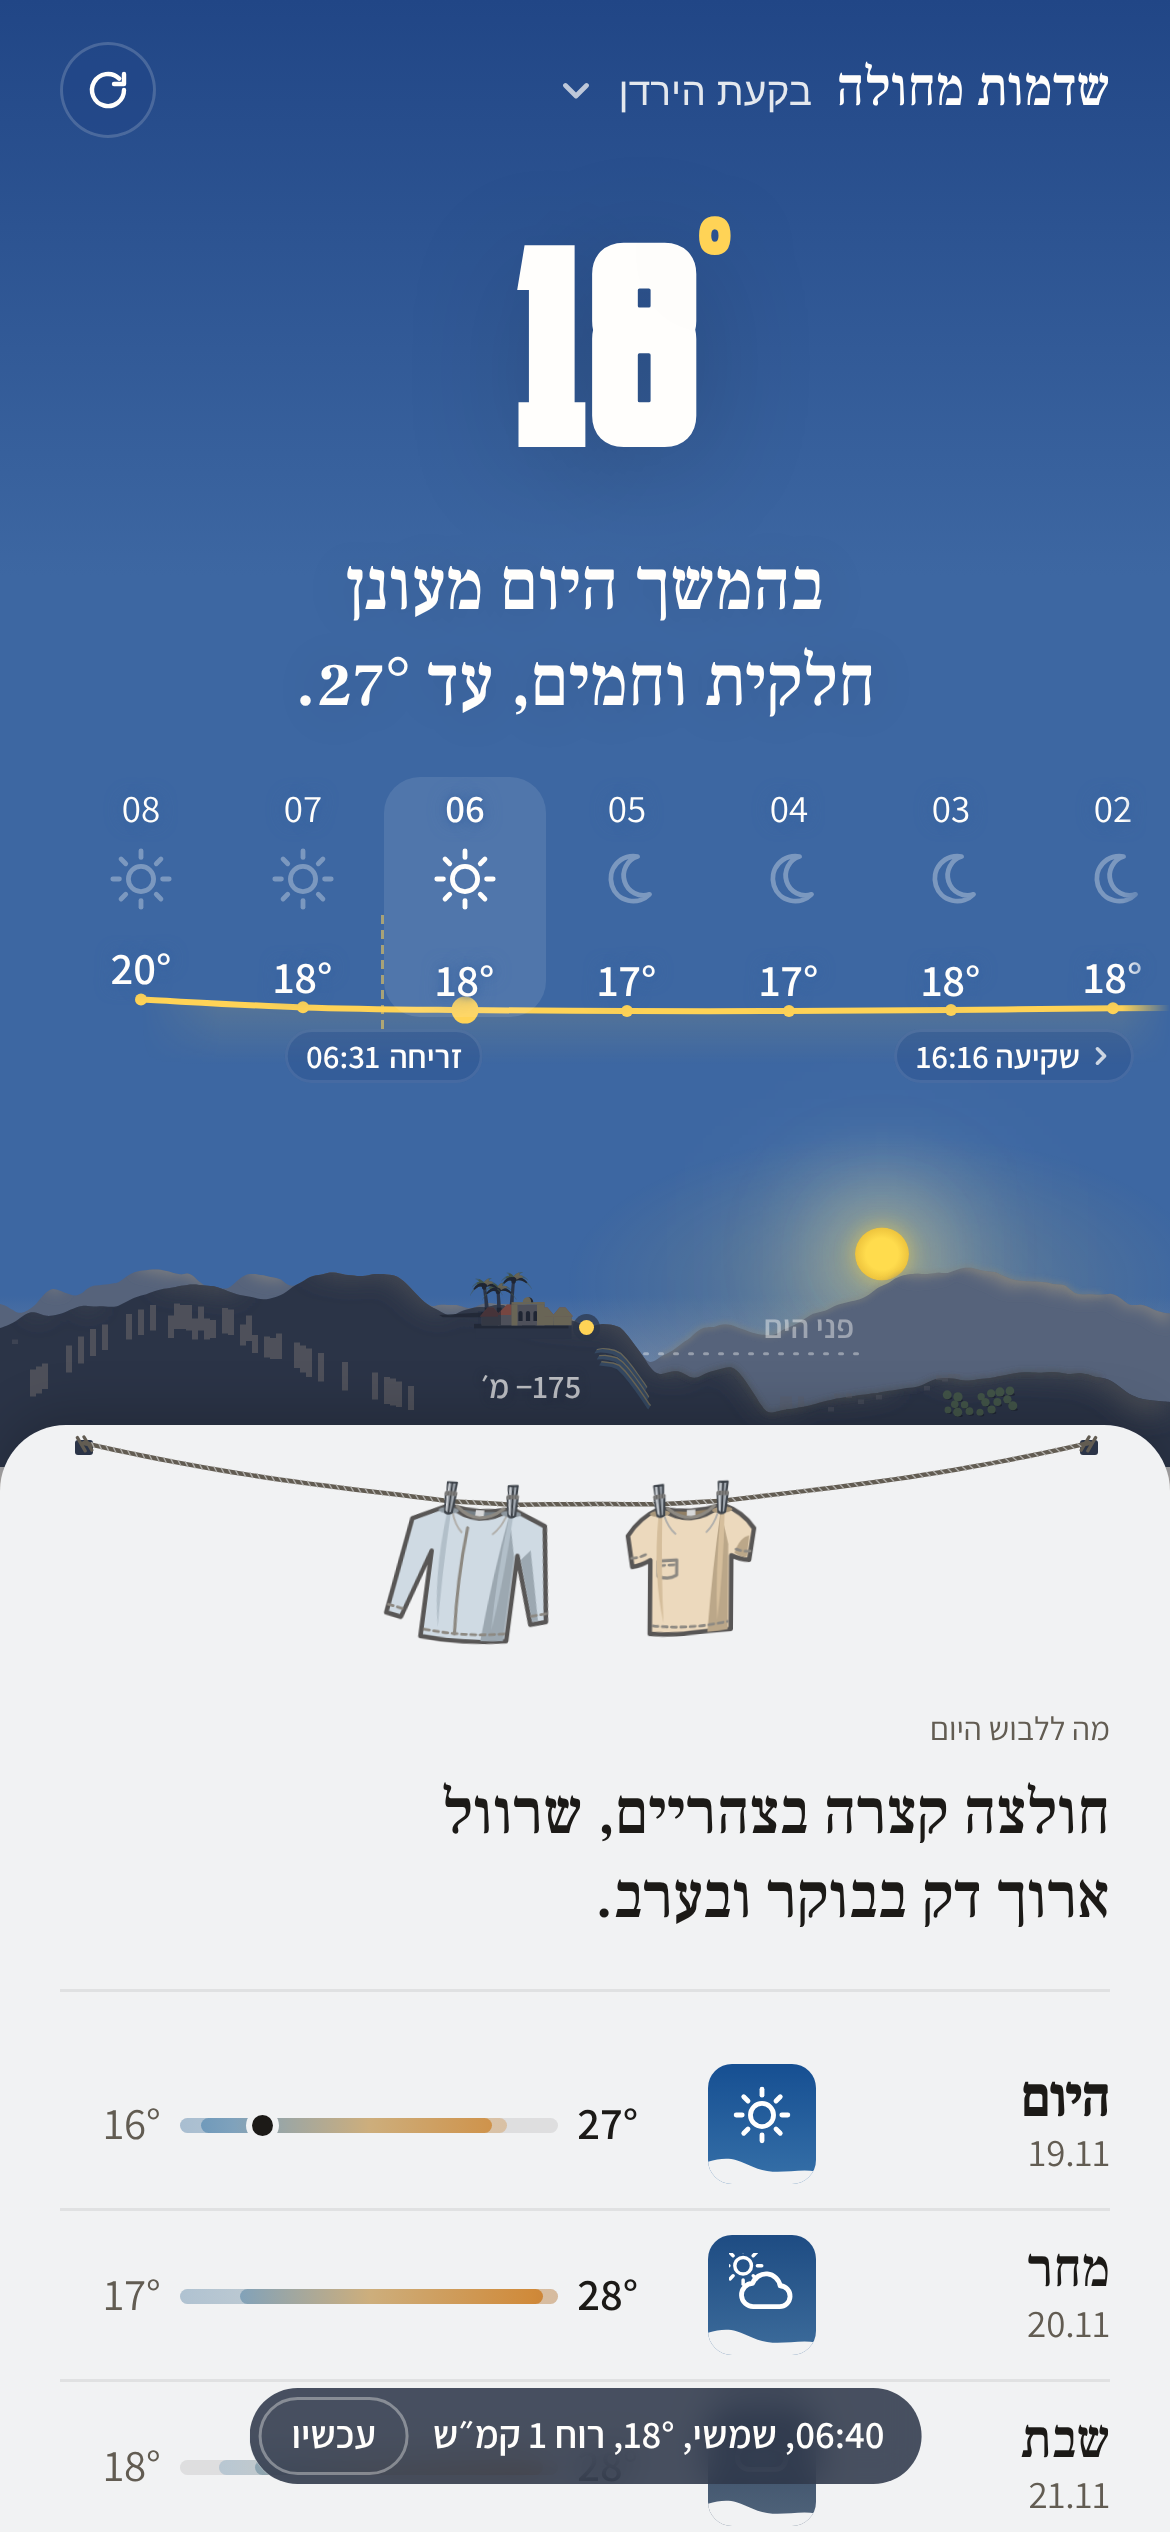 שדמות מחולה בקעת הירדן
18°
בהמשך היום מעונן
חלקית וחמים, עד 27°.
02 03 04 05 06 07 08
18° 18° 17° 17° 18° 18° 20°
שקיעה 16:16
זריחה 06:31
פני הים
−175 מ׳
מה ללבוש היום
חולצה קצרה בצהריים, שרוול
ארוך דק בבוקר ובערב.
היום
19.11
27° 16°
מחר
20.11
28° 17°
שבת
21.11
28 18°
06:40, שמשי, 18°, רוח 1 קמ״ש
עכשיו